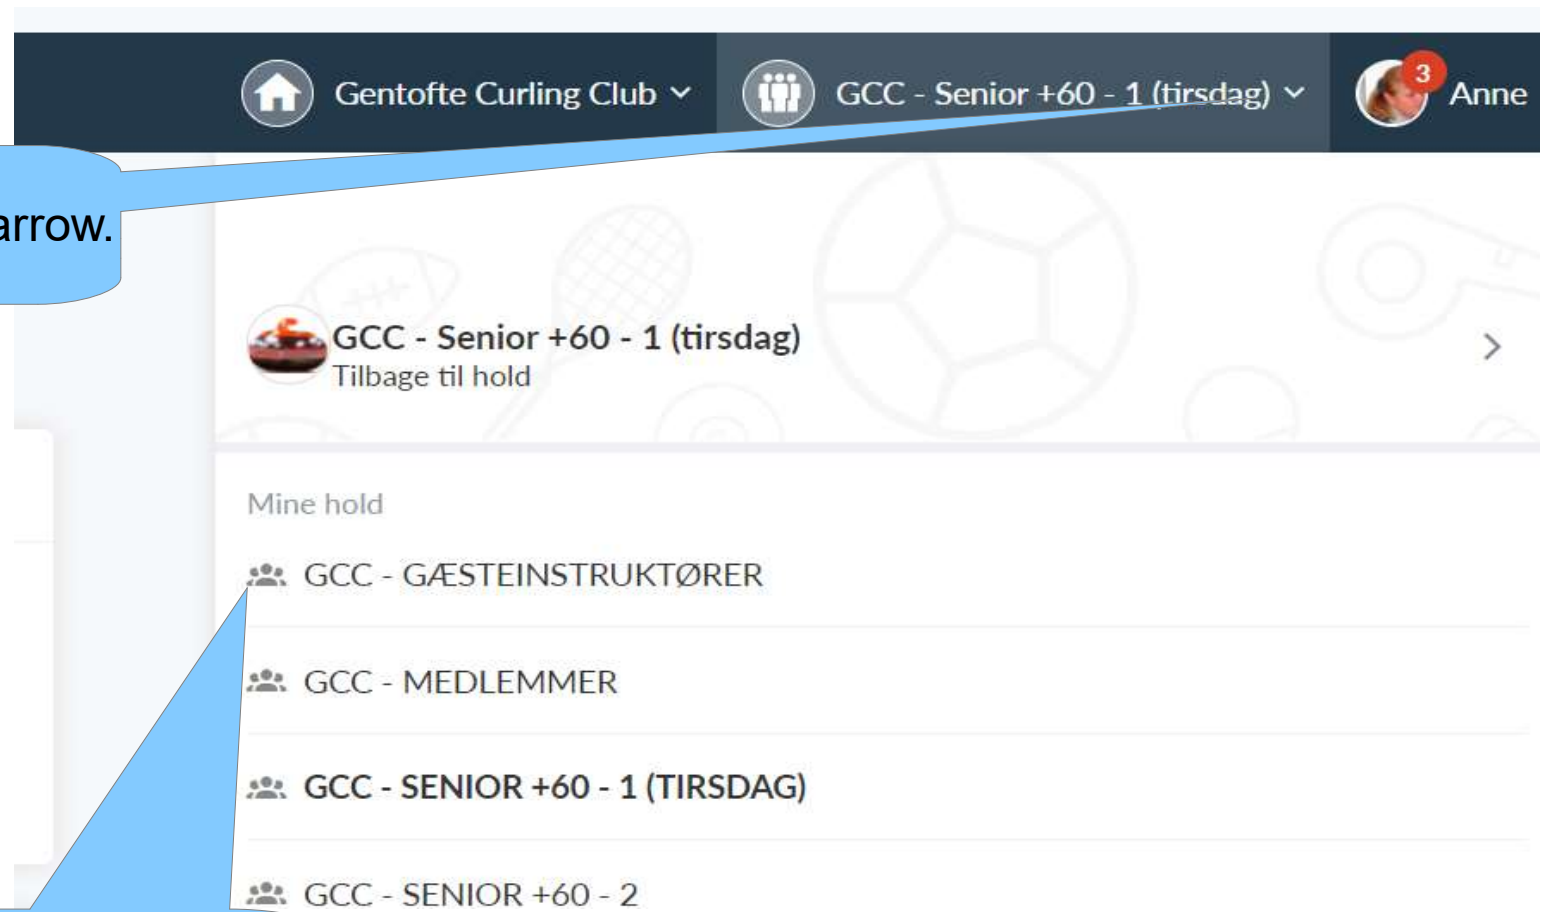 Gentofte Curling Club
GCC - Senior +60 - 1 (tirsdag)
3
Anne
arrow.
GCC - Senior +60 - 1 (tirsdag)
Tilbage til hold
Mine hold
GCC - GÆSTEINSTRUKTØRER
GCC - MEDLEMMER
GCC - SENIOR +60 - 1 (TIRSDAG)
GCC - SENIOR +60 - 2